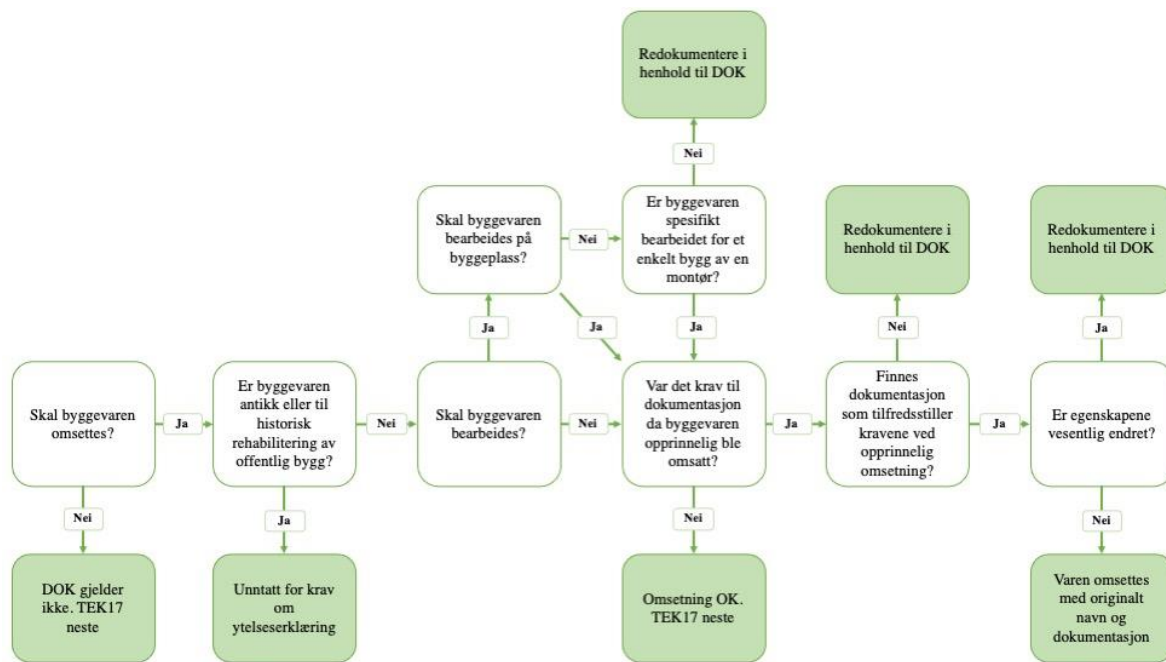 Redokumentere i
henhold til DOK
Nei
Skal byggevaren
bearbeides på
byggeplass?
Nei
Er byggevaren
spesifikt
bearbeidet for et
enkelt bygg av en
montør?
Redokumentere i
henhold til DOK
Redokumentere i
henhold til DOK
Ja
Ja
Ja
Nei
Ja
Skal byggevaren
omsettes?
Ja
Er byggevaren
antikk eller til
historisk
rehabilitering av
offentlig bygg?
Nei
Skal byggevaren
bearbeides?
Nei
Var det krav til
dokumentasjon
da byggevaren
opprinnelig ble
omsatt?
Ja
Finnes
dokumentasjon
som tilfredsstiller
kravene ved
opprinnelig
omsetning?
Ja
Er egenskapene
vesentlig endret?
Nei
Ja
Nei
Nei
DOK gjelder
ikke. TEK17
neste
Unntatt for krav
om
ytelseserklæring
Omsetning OK.
TEK17 neste
Varen omsettes
med originalt
navn og
dokumentasjon